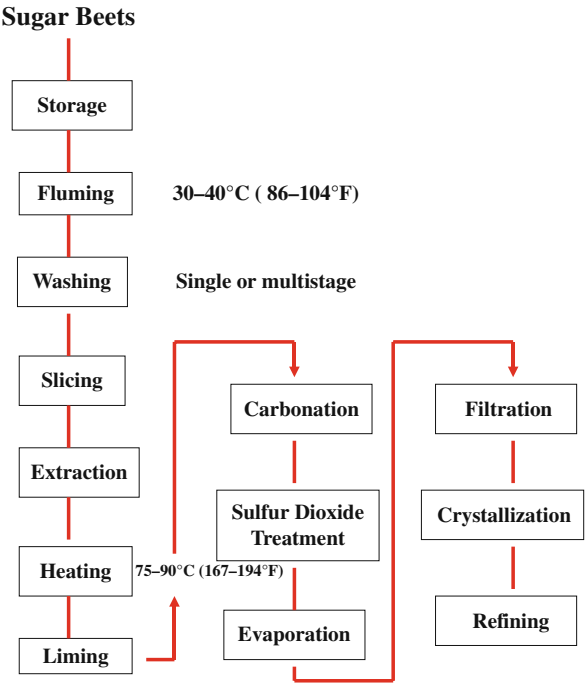 Sugar Beets
Storage
Fluming
30–40°C ( 86–104°F)
Washing
Single or multistage
Slicing
Extraction
Heating
75–90°C (167–194°F)
Liming
Carbonation
Sulfur Dioxide
Treatment
Evaporation
Filtration
Crystallization
Refining